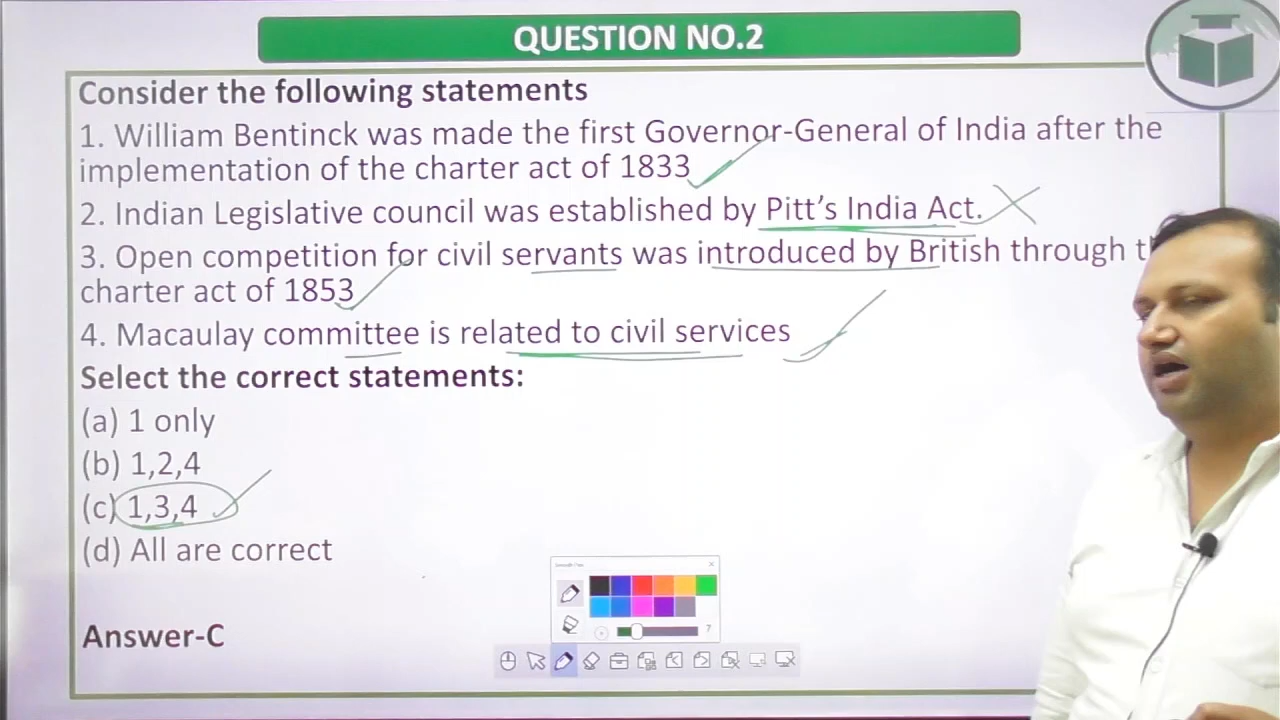 QUESTION NO.2
Consider the following statements
1. William Bentinck was made the first Governor-General of India after the
implementation of the charter act of 1833
2. Indian Legislative council was established by Pitt's India Act.
3. Open competition for civil servants was introduced by British through
charter act of 1853
4. Macaulay committee is related to civil services
Select the correct statements:
(a) 1 only
(b) 1,2,4
(c) 1,3,4
(d) All are correct
Answer-C
7